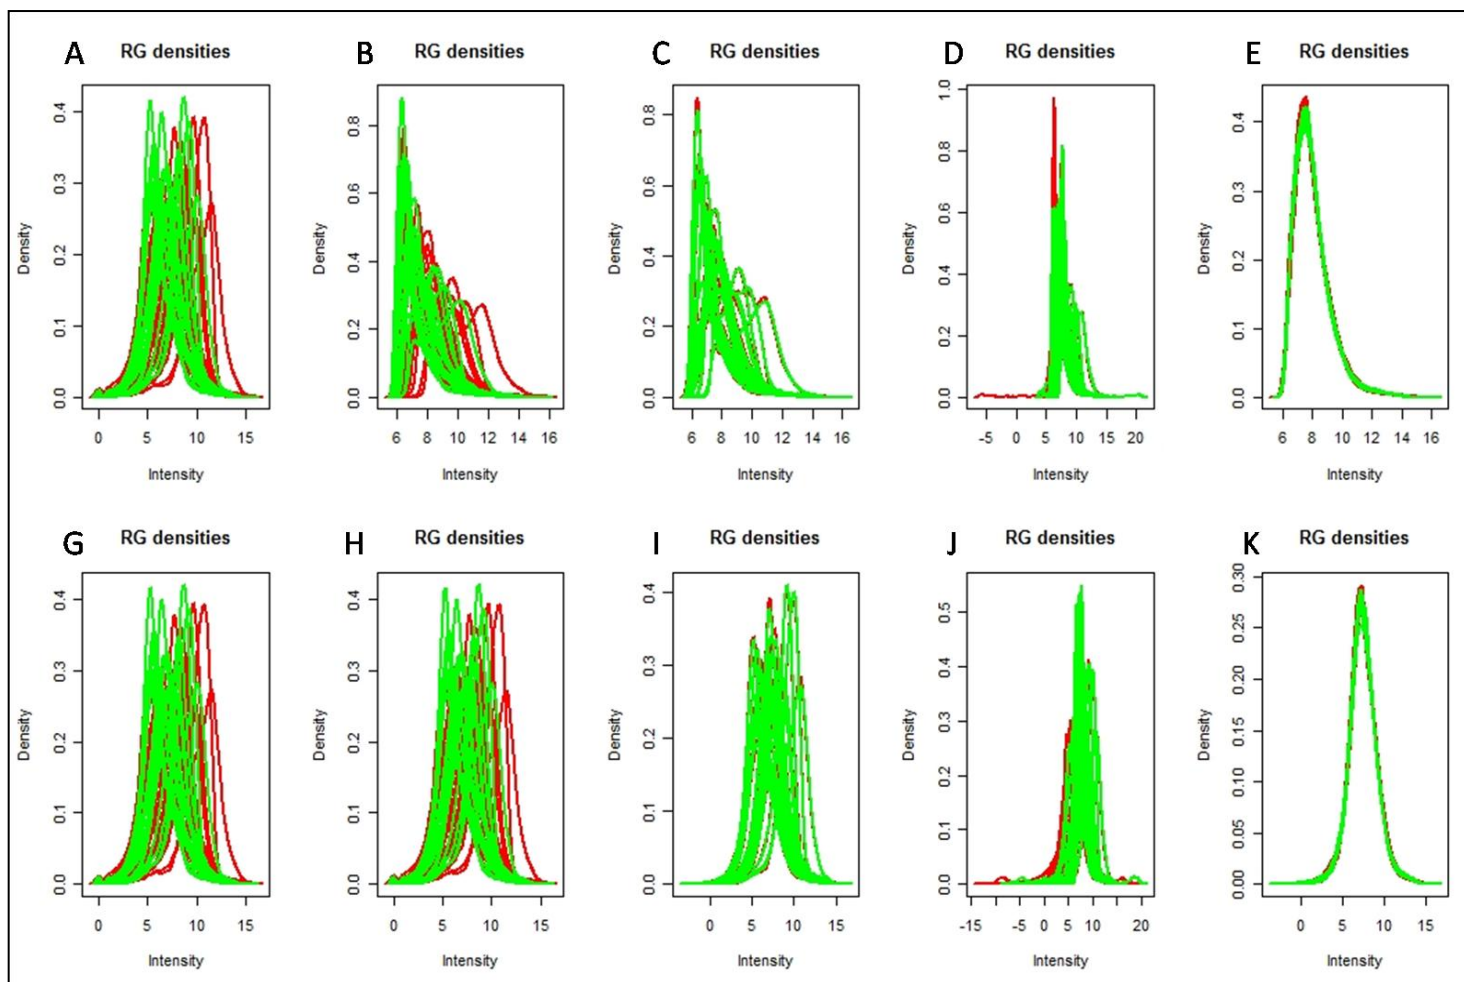 A RG densities
0.0 0.1 0.2 0.3 0.4
Density
0 5 10 15
Intensity
B RG densities
0.0 0.2 0.4 0.6 0.8
Density
6 8 10 12 14 16
Intensity
C RG densities
0.0 0.2 0.4 0.6 0.8
Density
6 8 10 12 14 16
Intensity
D RG densities
0.0 0.2 0.4 0.6 0.8 1.0
Density
-5 0 5 10 15 20
Intensity
E RG densities
0.0 0.1 0.2 0.3 0.4
Density
6 8 10 12 14 16
Intensity
G RG densities
0.0 0.1 0.2 0.3 0.4
Density
0 5 10 15
Intensity
H RG densities
0.0 0.1 0.2 0.3 0.4
Density
0 5 10 15
Intensity
I RG densities
0.0 0.1 0.2 0.3 0.4
Density
0 5 10 15
Intensity
J RG densities
0.0 0.1 0.2 0.3 0.4 0.5
Density
-15 -5 0 5 10 20
Intensity
K RG densities
0.00 0.05 0.10 0.15 0.20 0.25 0.30
Density
0 5 10 15
Intensity